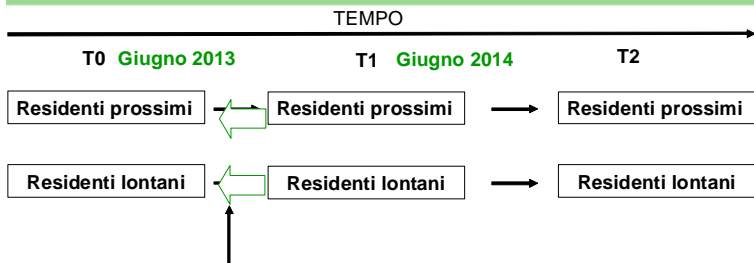 TEMPO
T0 Giugno 2013 T1 Giugno 2014 T2
Residenti prossimi Residenti prossimi Residenti prossimi
Residenti lontani Residenti lontani Residenti lontani